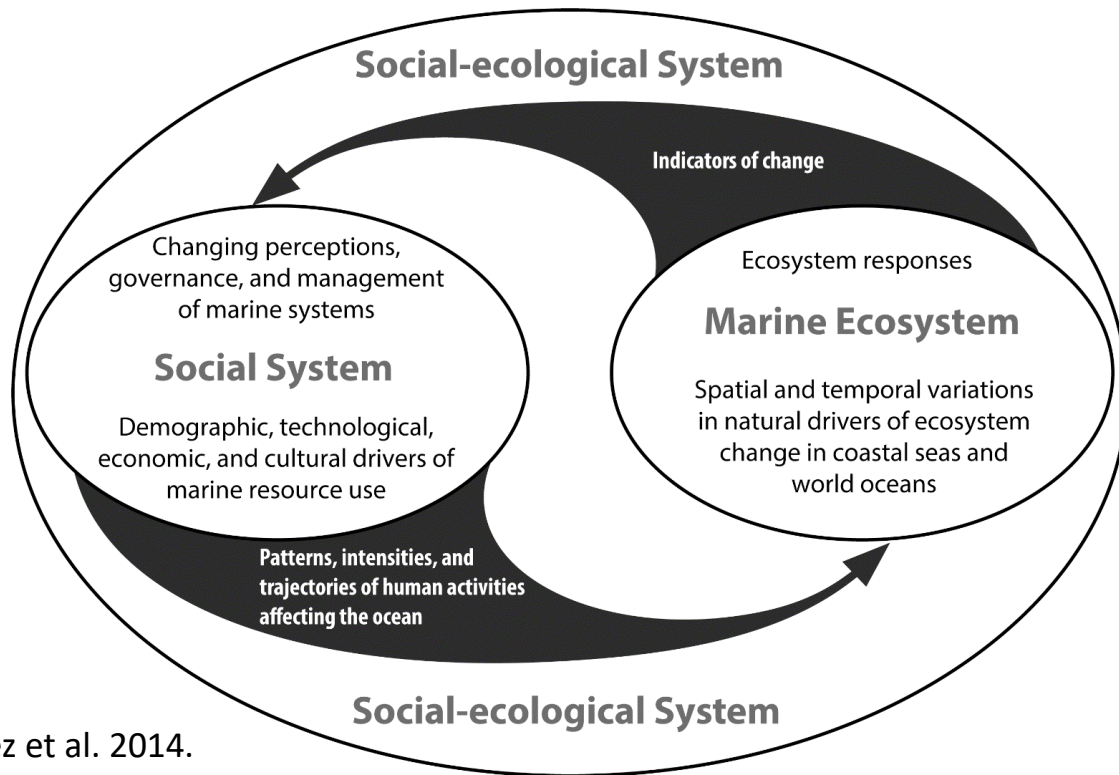 Social-ecological System
Indicators of change
Changing perceptions,
governance, and management
of marine systems
Social System
Demographic, technological,
economic, and cultural drivers of
marine resource use
Ecosystem responses
Marine Ecosystem
Spatial and temporal variations
in natural drivers of ecosystem
change in coastal seas and
world oceans
Patterns, intensities, and
trajectories of human activities
affecting the ocean
Social-ecological System
et al. 2014.